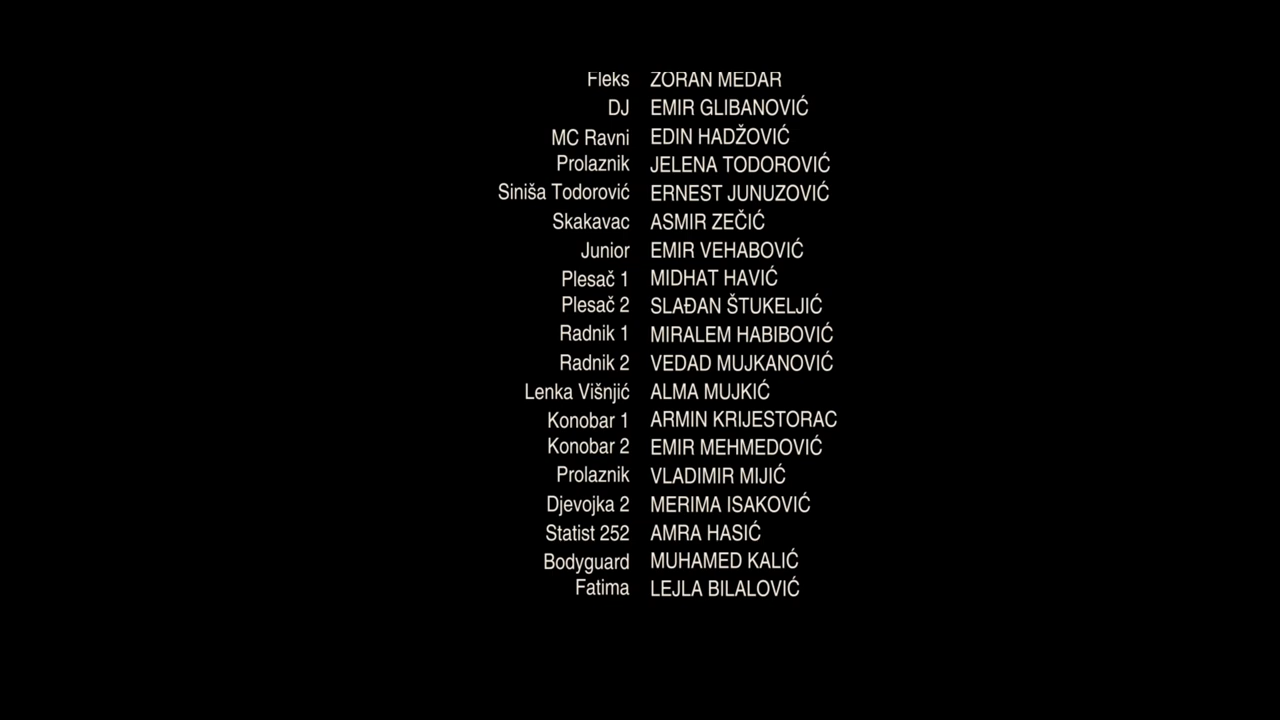 Fleks ZORAN MEDAR
DJ EMIR GLIBANOVIĆ
MC Ravni EDIN HADŽOVIĆ
Prolaznik JELENA TODOROVIĆ
Siniša Todorović ERNEST JUNUZOVIĆ
Skakavac ASMIR ZEČIĆ
Junior EMIR VEHABOVIĆ
Plesač 1 MIDHAT HAVIĆ
Plesač 2 SLAĐAN ŠTUKELJIĆ
Radnik 1 MIRALEM HABIBOVIĆ
Radnik 2 VEDAD MUJKANOVIĆ
Lenka Višnjić ALMA MUJKIĆ
Konobar 1 ARMIN KRIJESTORAC
Konobar 2 EMIR MEHMEDOVIĆ
Prolaznik VLADIMIR MIJIĆ
Djevojka 2 MERIMA ISAKOVIĆ
Statist 252 AMRA HASIĆ
Bodyguard MUHAMED KALIĆ
Fatima LEJLA BILALOVIĆ